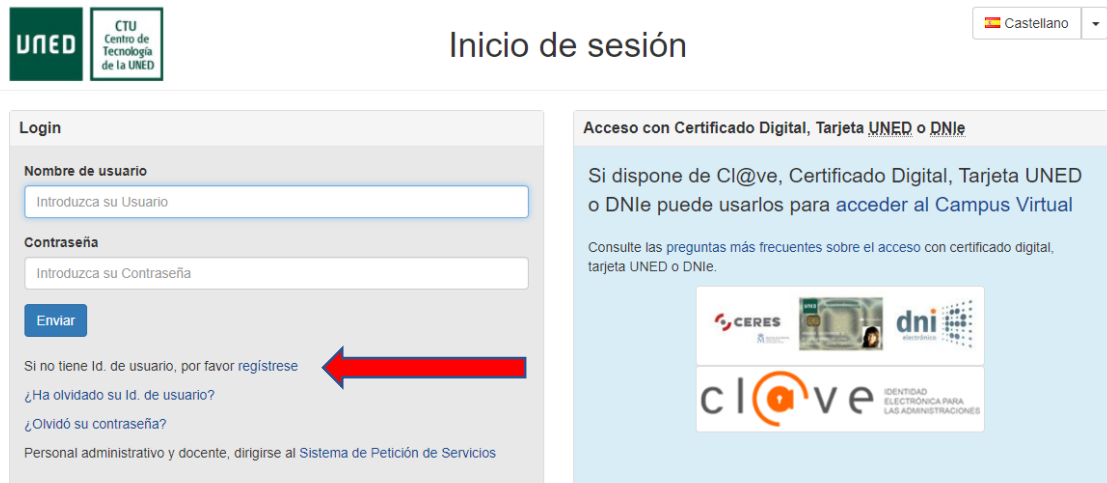 UNED
CTU
Centro de
Tecnología
de la UNED
Inicio de sesión
Castellano
Login
Nombre de usuario
Introduzca su Usuario
Contraseña
Introduzca su Contraseña
Enviar
Si no tiene Id. de usuario, por favor regístrese
¿Ha olvidado su Id. de usuario?
¿Olvidó su contraseña?
Personal administrativo y docente, dirigirse al Sistema de Petición de Servicios
Acceso con Certificado Digital, Tarjeta UNED o DNIe
Si dispone de Cl@ve, Certificado Digital, Tarjeta UNED
o DNIe puede usarlos para acceder al Campus Virtual
Consulte las preguntas más frecuentes sobre el acceso con certificado digital,
tarjeta UNED o DNIe.
CERES
UNED
dni
electrónico
cl@ve
IDENTIDAD
ELECTRÓNICA PARA
LAS ADMINISTRACIONES